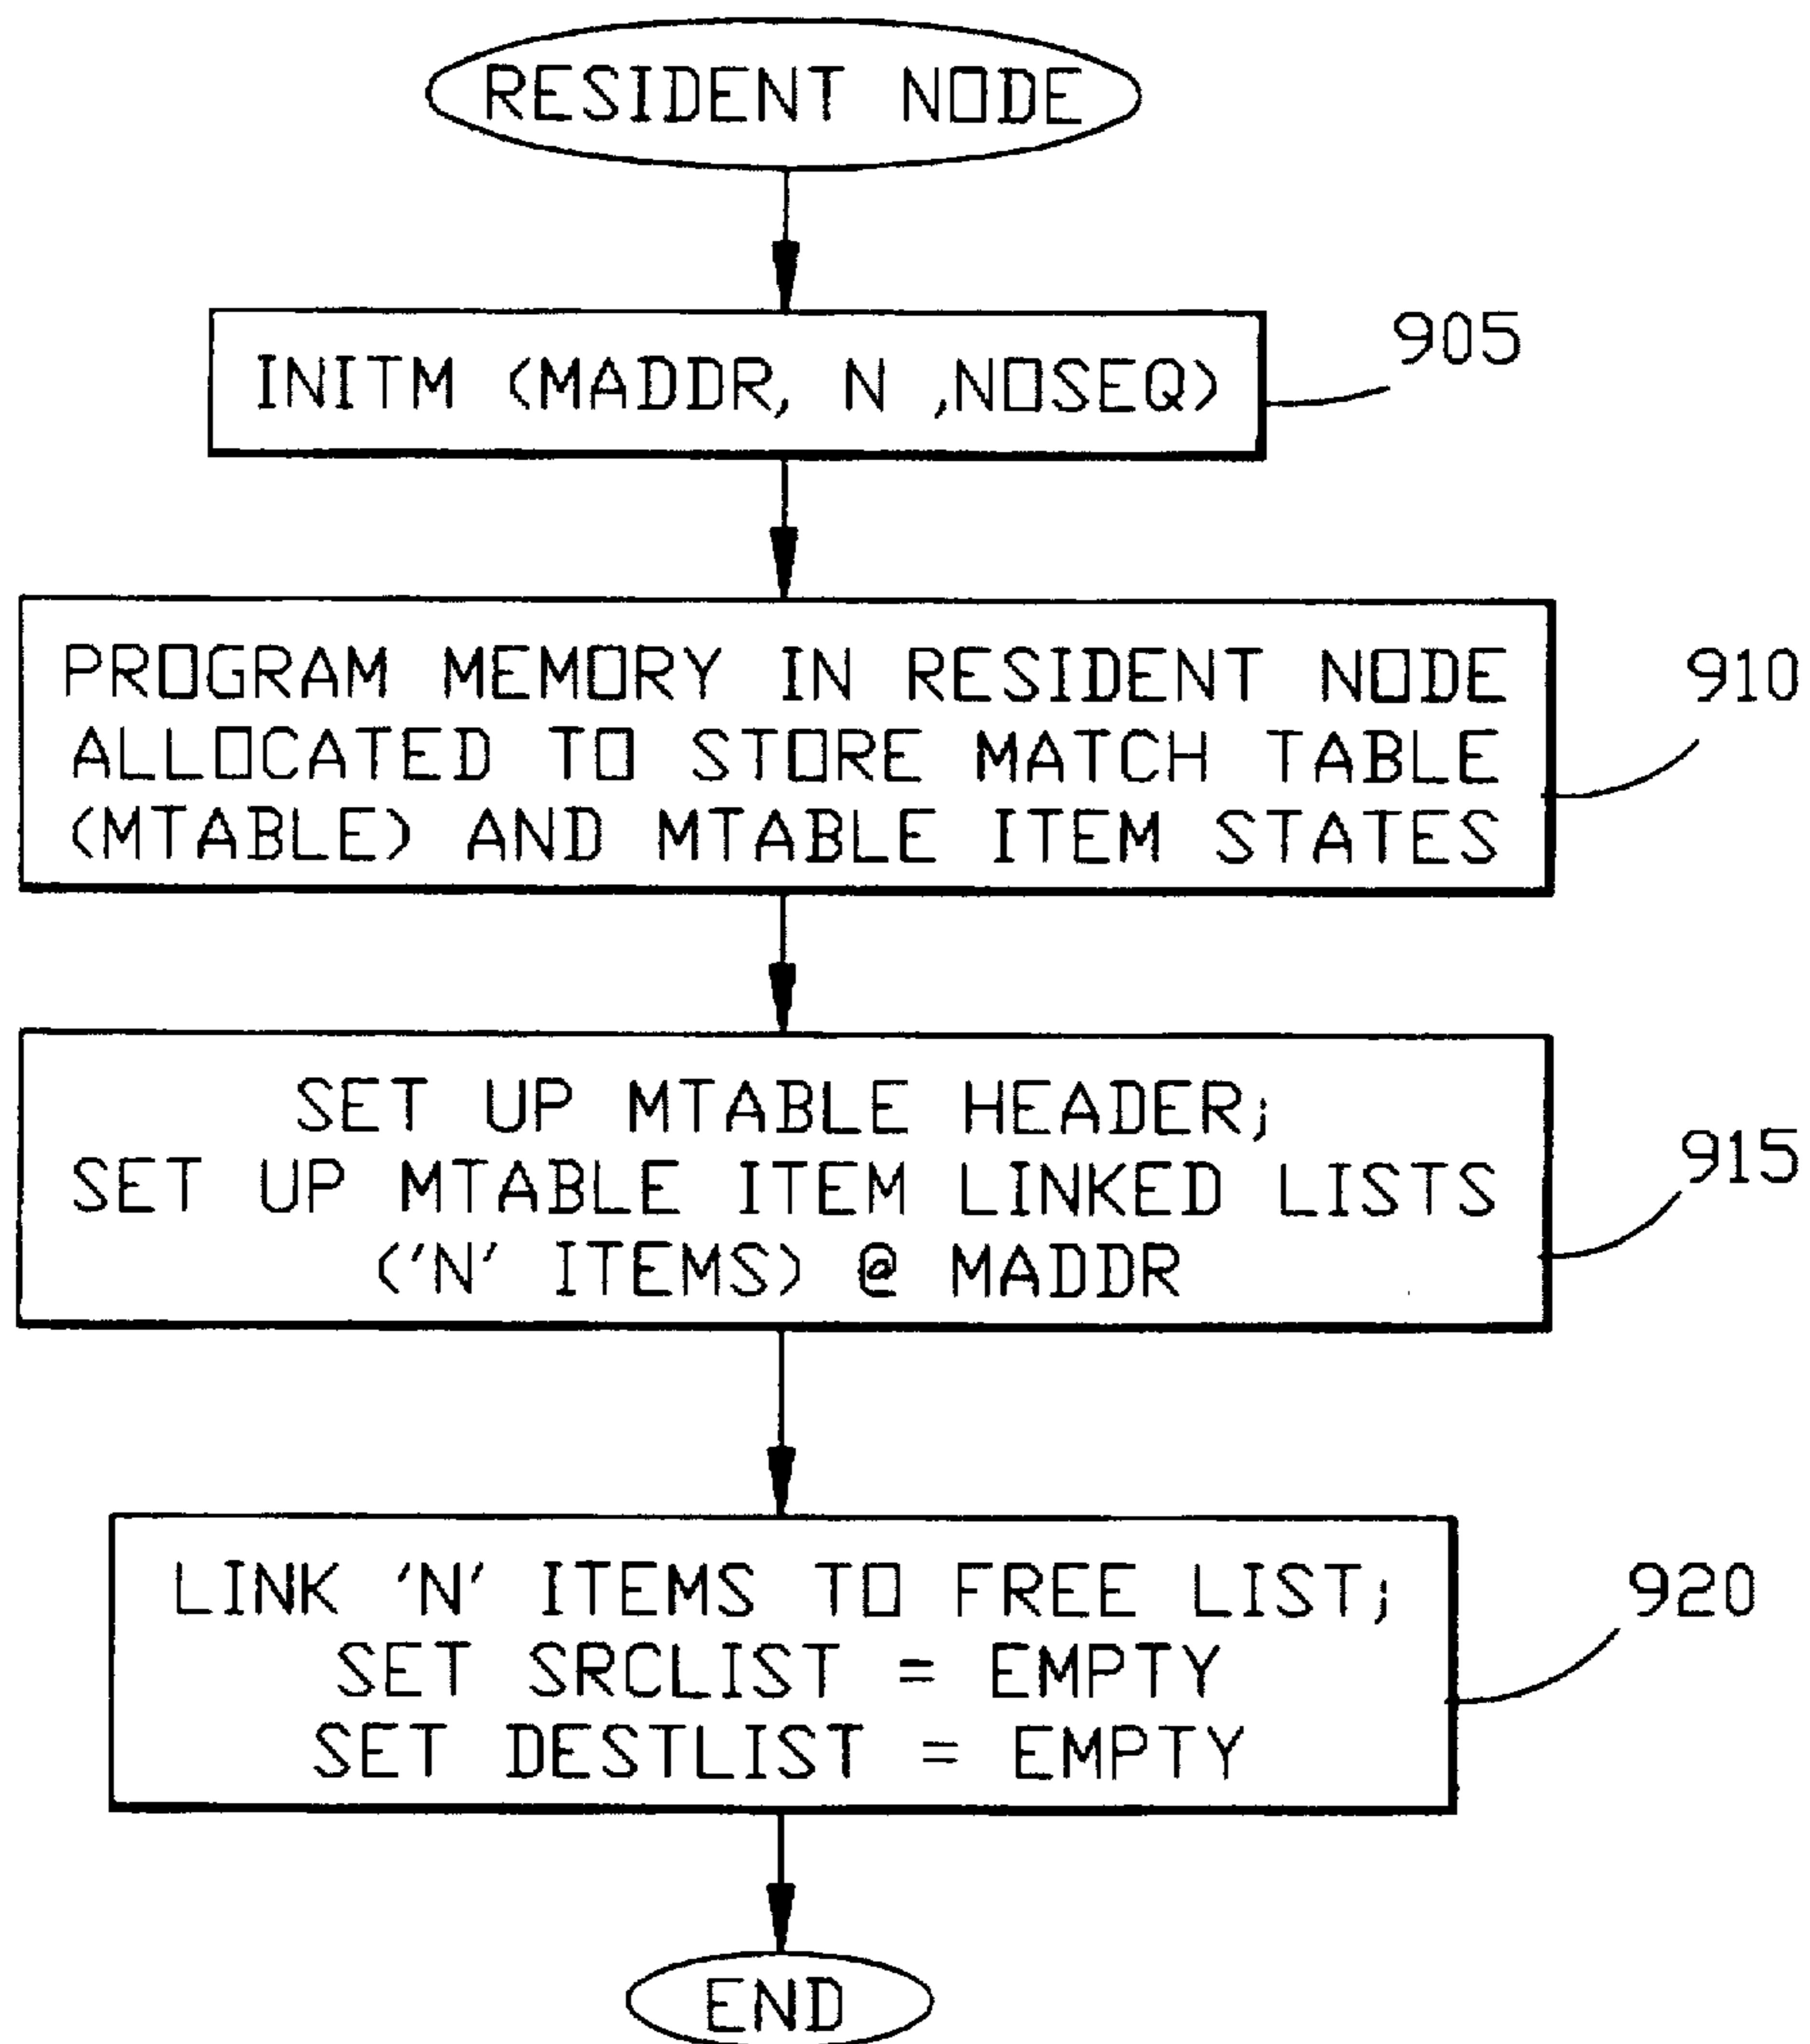 RESIDENT NODE
INITM (MADDR, N ,NOSEQ)
905
PROGRAM MEMORY IN RESIDENT NODE
ALLOCATED TO STORE MATCH TABLE
(MTABLE) AND MTABLE ITEM STATES
910
SET UP MTABLE HEADER;
SET UP MTABLE ITEM LINKED LISTS
('N' ITEMS) @ MADDR
915
LINK 'N' ITEMS TO FREE LIST;
SET SRCLIST = EMPTY
SET DESTLIST = EMPTY
920
END